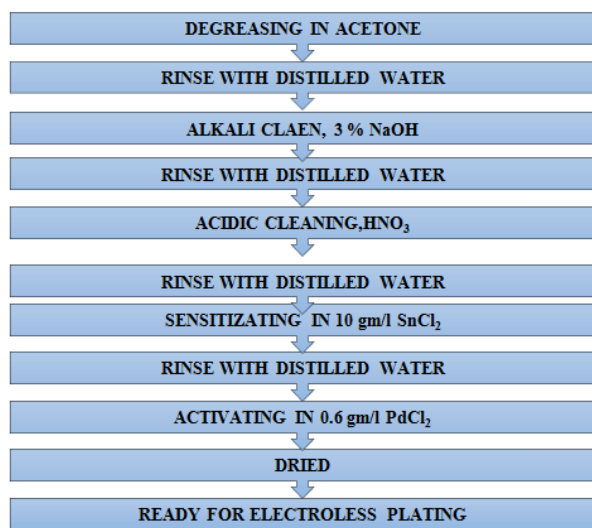 DEGREASING IN ACETONE
RINSE WITH DISTILLED WATER
ALKALI CLAEN, 3 % NaOH
RINSE WITH DISTILLED WATER
ACIDIC CLEANING,HNO₃
RINSE WITH DISTILLED WATER
SENSITIZATING IN 10 gm/l SnCl₂
RINSE WITH DISTILLED WATER
ACTIVATING IN 0.6 gm/l PdCl₂
DRIED
READY FOR ELECTROLESS PLATING